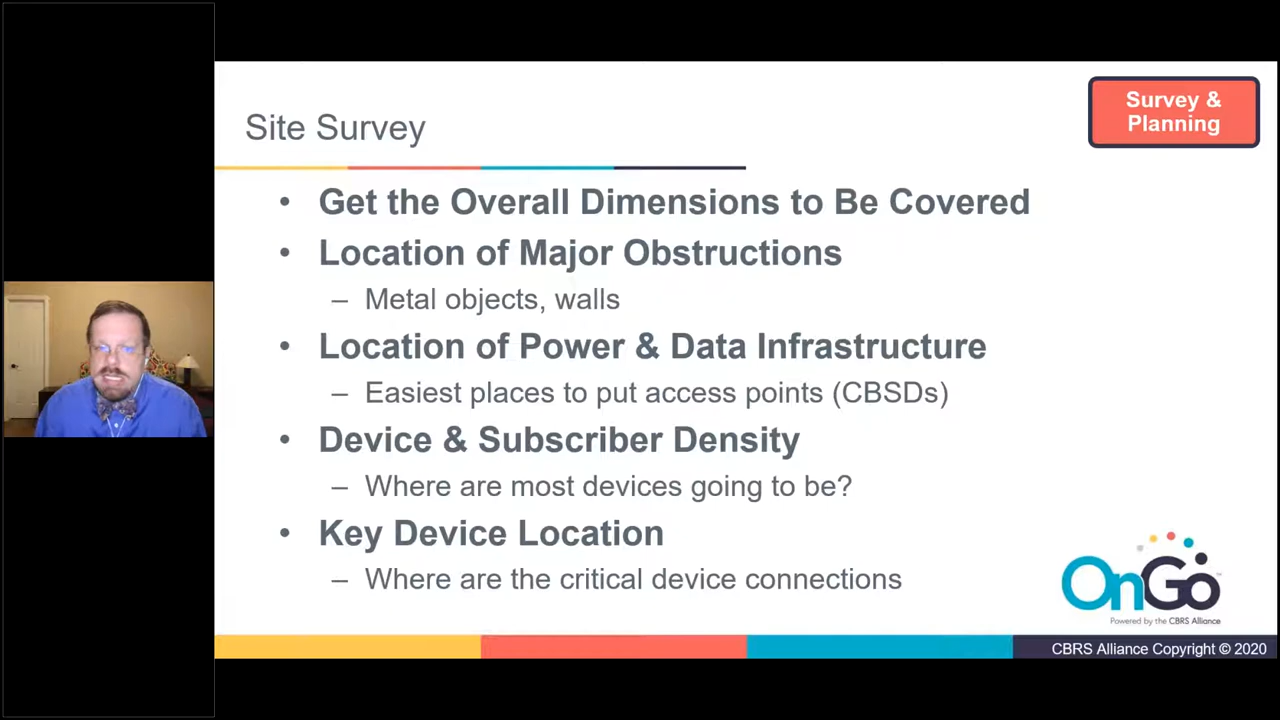 Survey &
Planning
Site Survey
• Get the Overall Dimensions to Be Covered
• Location of Major Obstructions
– Metal objects, walls
• Location of Power & Data Infrastructure
– Easiest places to put access points (CBSDs)
• Device & Subscriber Density
– Where are most devices going to be?
• Key Device Location
– Where are the critical device connections
OnGo
Powered by the CBRS Alliance
CBRS Alliance Copyright © 2020